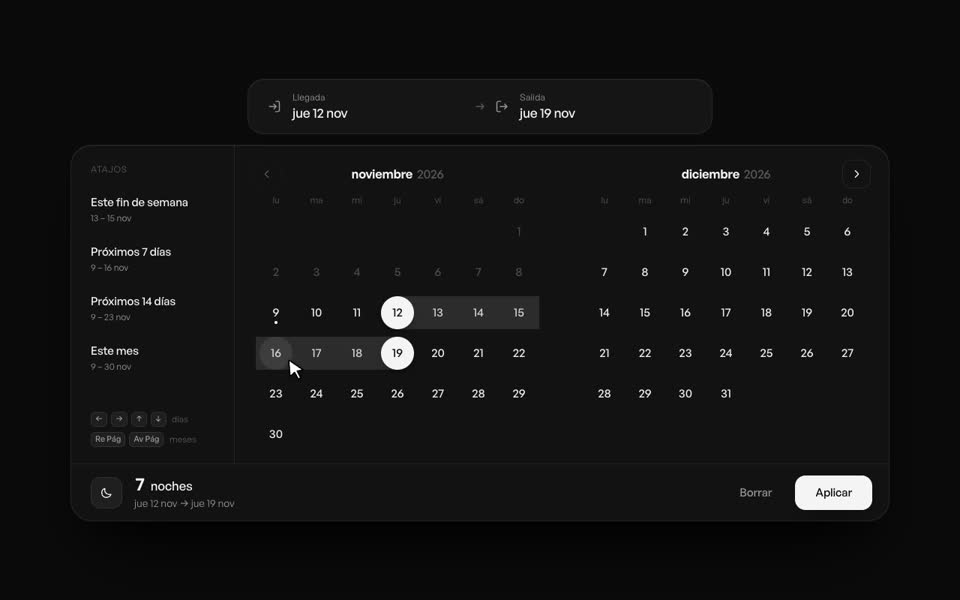 Llegada
jue 12 nov
→
Salida
jue 19 nov
ATAJOS
Este fin de semana
13 – 15 nov
Próximos 7 días
9 – 16 nov
Próximos 14 días
9 – 23 nov
Este mes
9 – 30 nov
← → ↑ ↓ días
Re Pág Av Pág meses
noviembre 2026
lu ma mi ju vi sá do
1
2 3 4 5 6 7 8
9 10 11 12 13 14 15
16 17 18 19 20 21 22
23 24 25 26 27 28 29
30
diciembre 2026
lu ma mi ju vi sá do
1 2 3 4 5 6
7 8 9 10 11 12 13
14 15 16 17 18 19 20
21 22 23 24 25 26 27
28 29 30 31
7 noches
jue 12 nov → jue 19 nov
Borrar
Aplicar